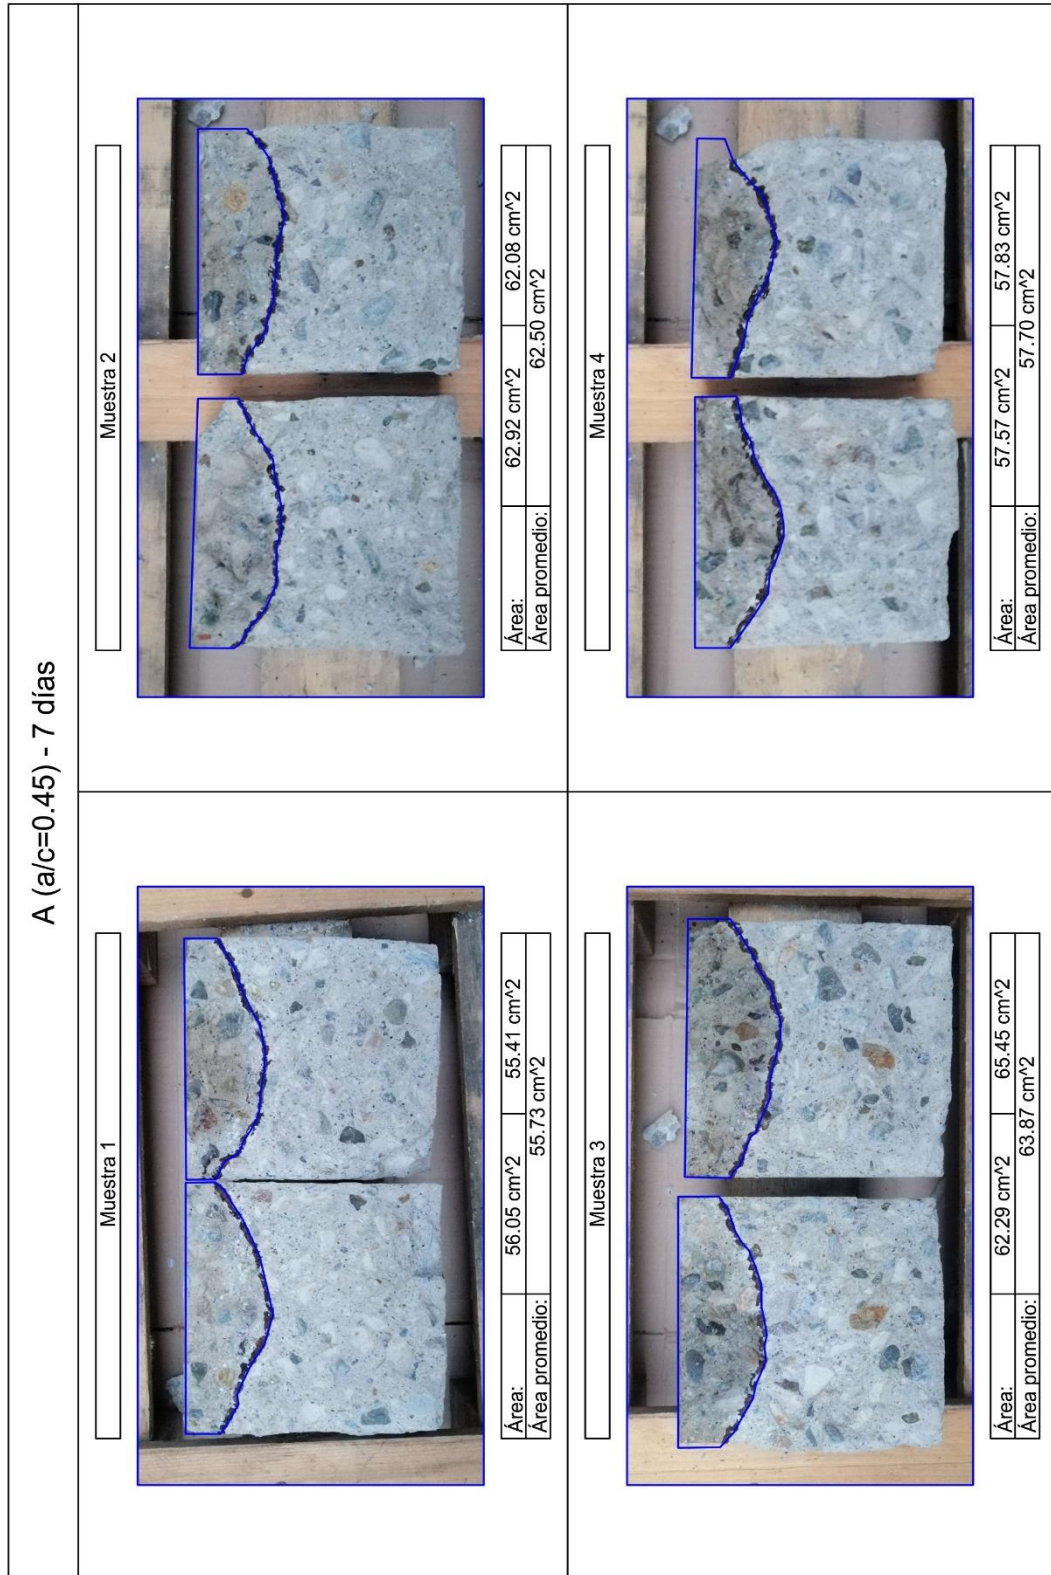 A (a/c=0.45) - 7 días
Muestra 1
Área: 56.05 cm^2 55.41 cm^2
Área promedio: 55.73 cm^2
Muestra 2
Área: 62.92 cm^2 62.08 cm^2
Área promedio: 62.50 cm^2
Muestra 3
Área: 62.29 cm^2 65.45 cm^2
Área promedio: 63.87 cm^2
Muestra 4
Área: 57.57 cm^2 57.83 cm^2
Área promedio: 57.70 cm^2